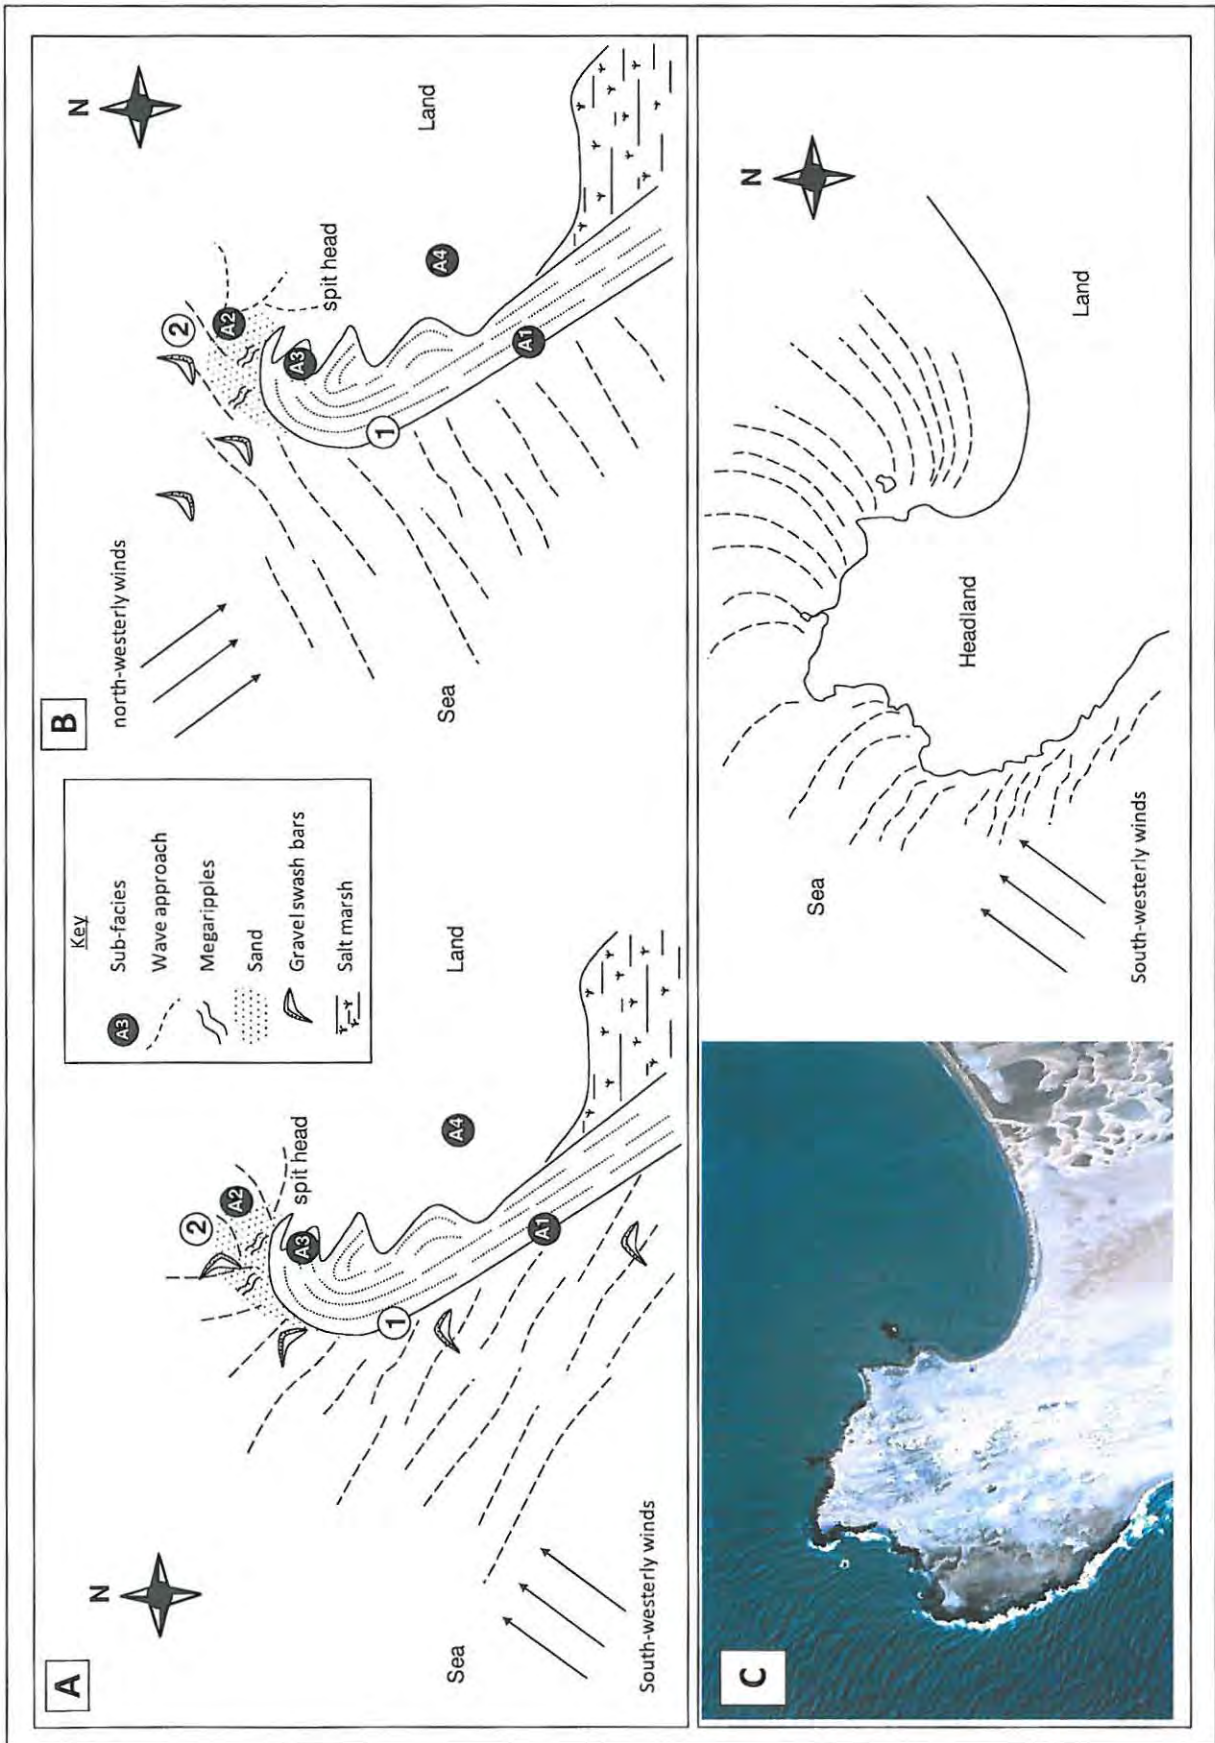 A
N
Sea
South-westerly winds
1
2
A2
A3
spit head
A1
A4
Land
Key
A3 Sub-facies
Wave approach
Megaripples
Sand
Gravel swash bars
Salt marsh
B
north-westerly winds
N
Sea
1
2
A2
A3
spit head
A1
A4
Land
C
Sea
South-westerly winds
Headland
N
Land